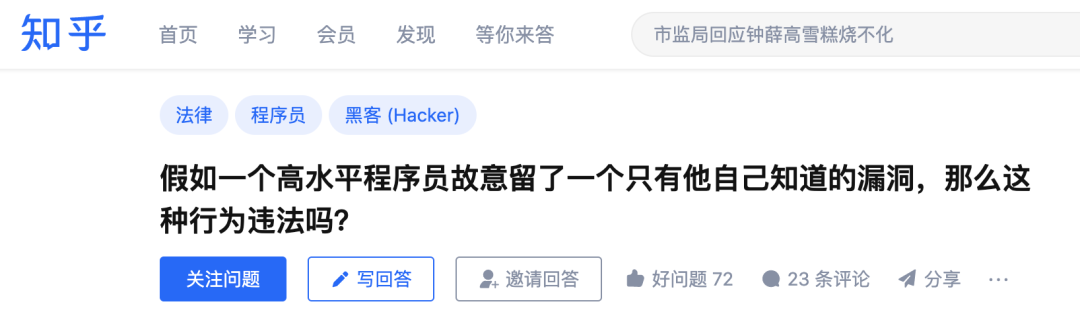 知乎 首页 学习 会员 发现 等你来答 市监局回应钟薛高雪糕烧不化
法律 程序员 黑客 (Hacker)
假如一个高水平程序员故意留了一个只有他自己知道的漏洞，那么这
种行为违法吗？
关注问题 写回答 邀请回答 好问题 72 23 条评论 分享 ···